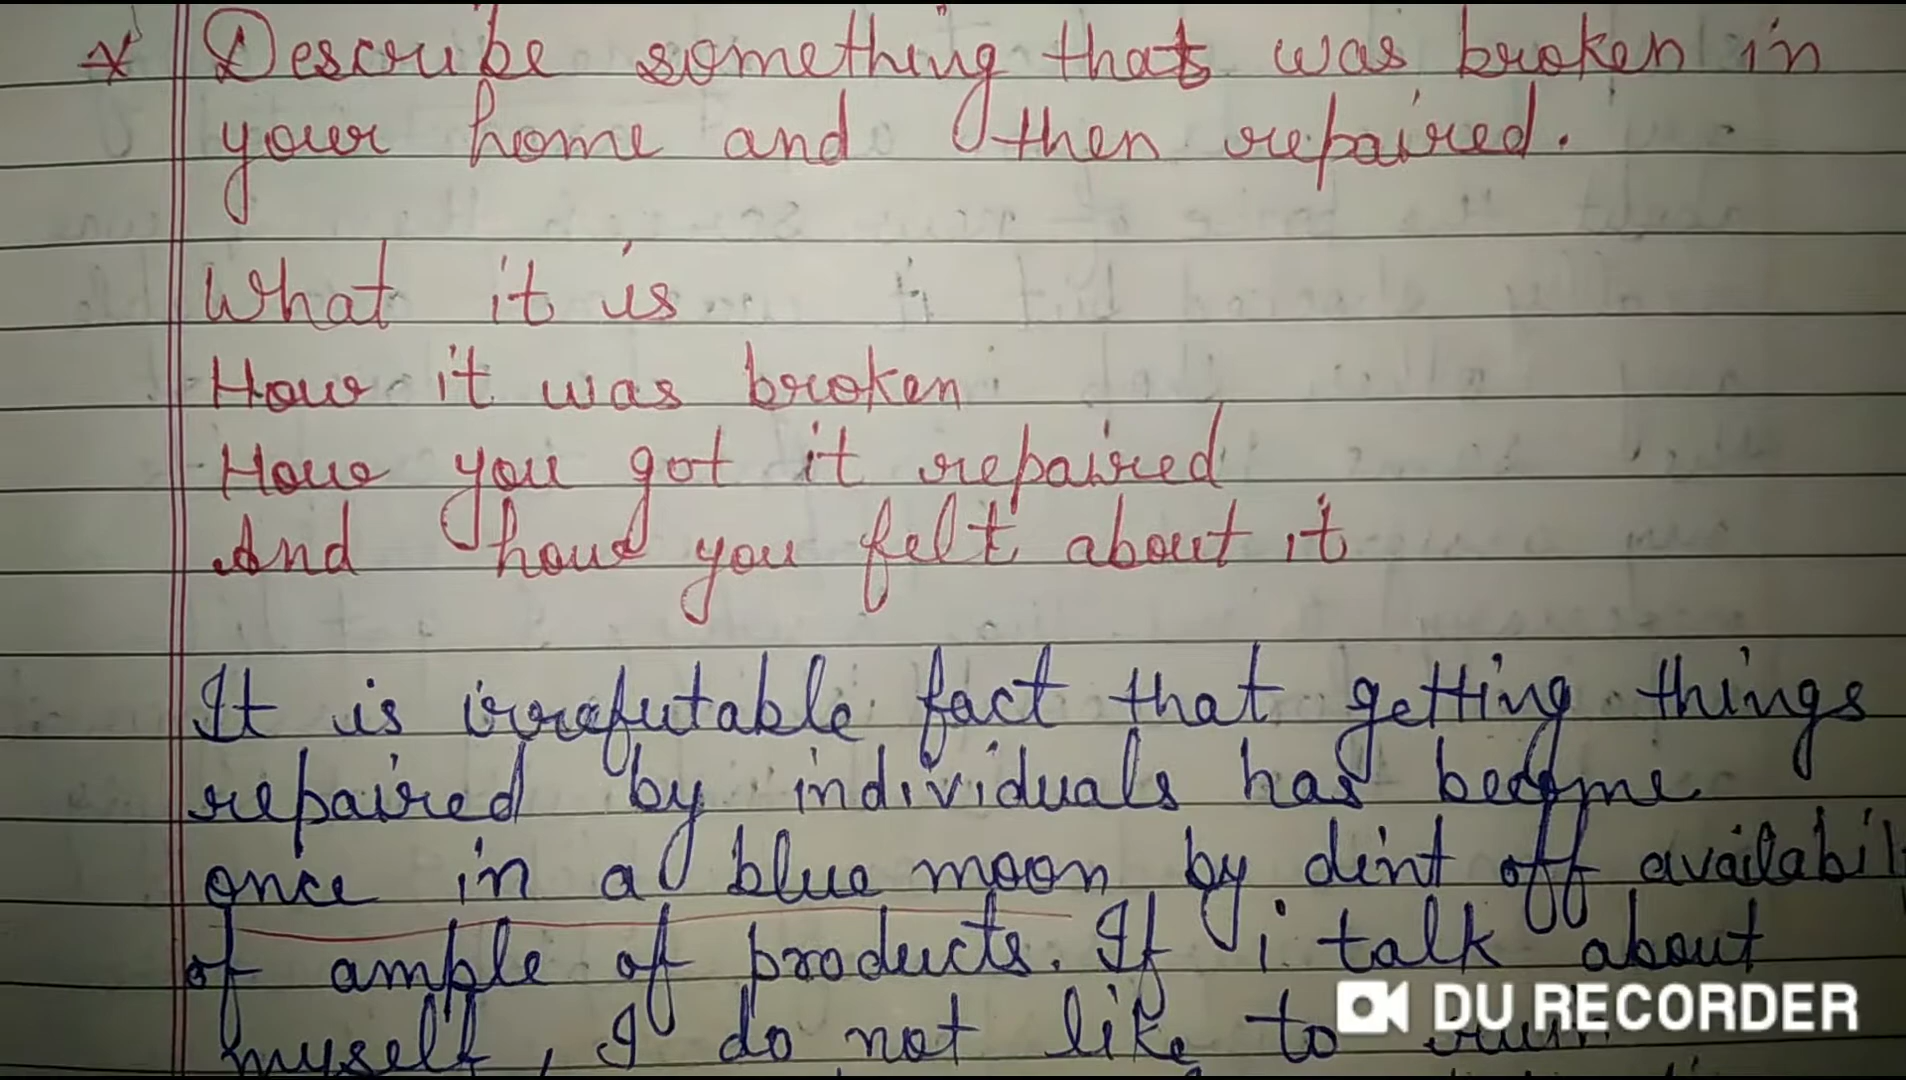 Describe something that was broken in
your home and then repaired.
What it is
How it was broken
How you got it repaired
And how you felt about it
It is irrefutable fact that getting things
repaired by individuals has become
once in a blue moon by dint off availabil
of ample of products. If i talk about
myself, I do not like to
DU RECORDER